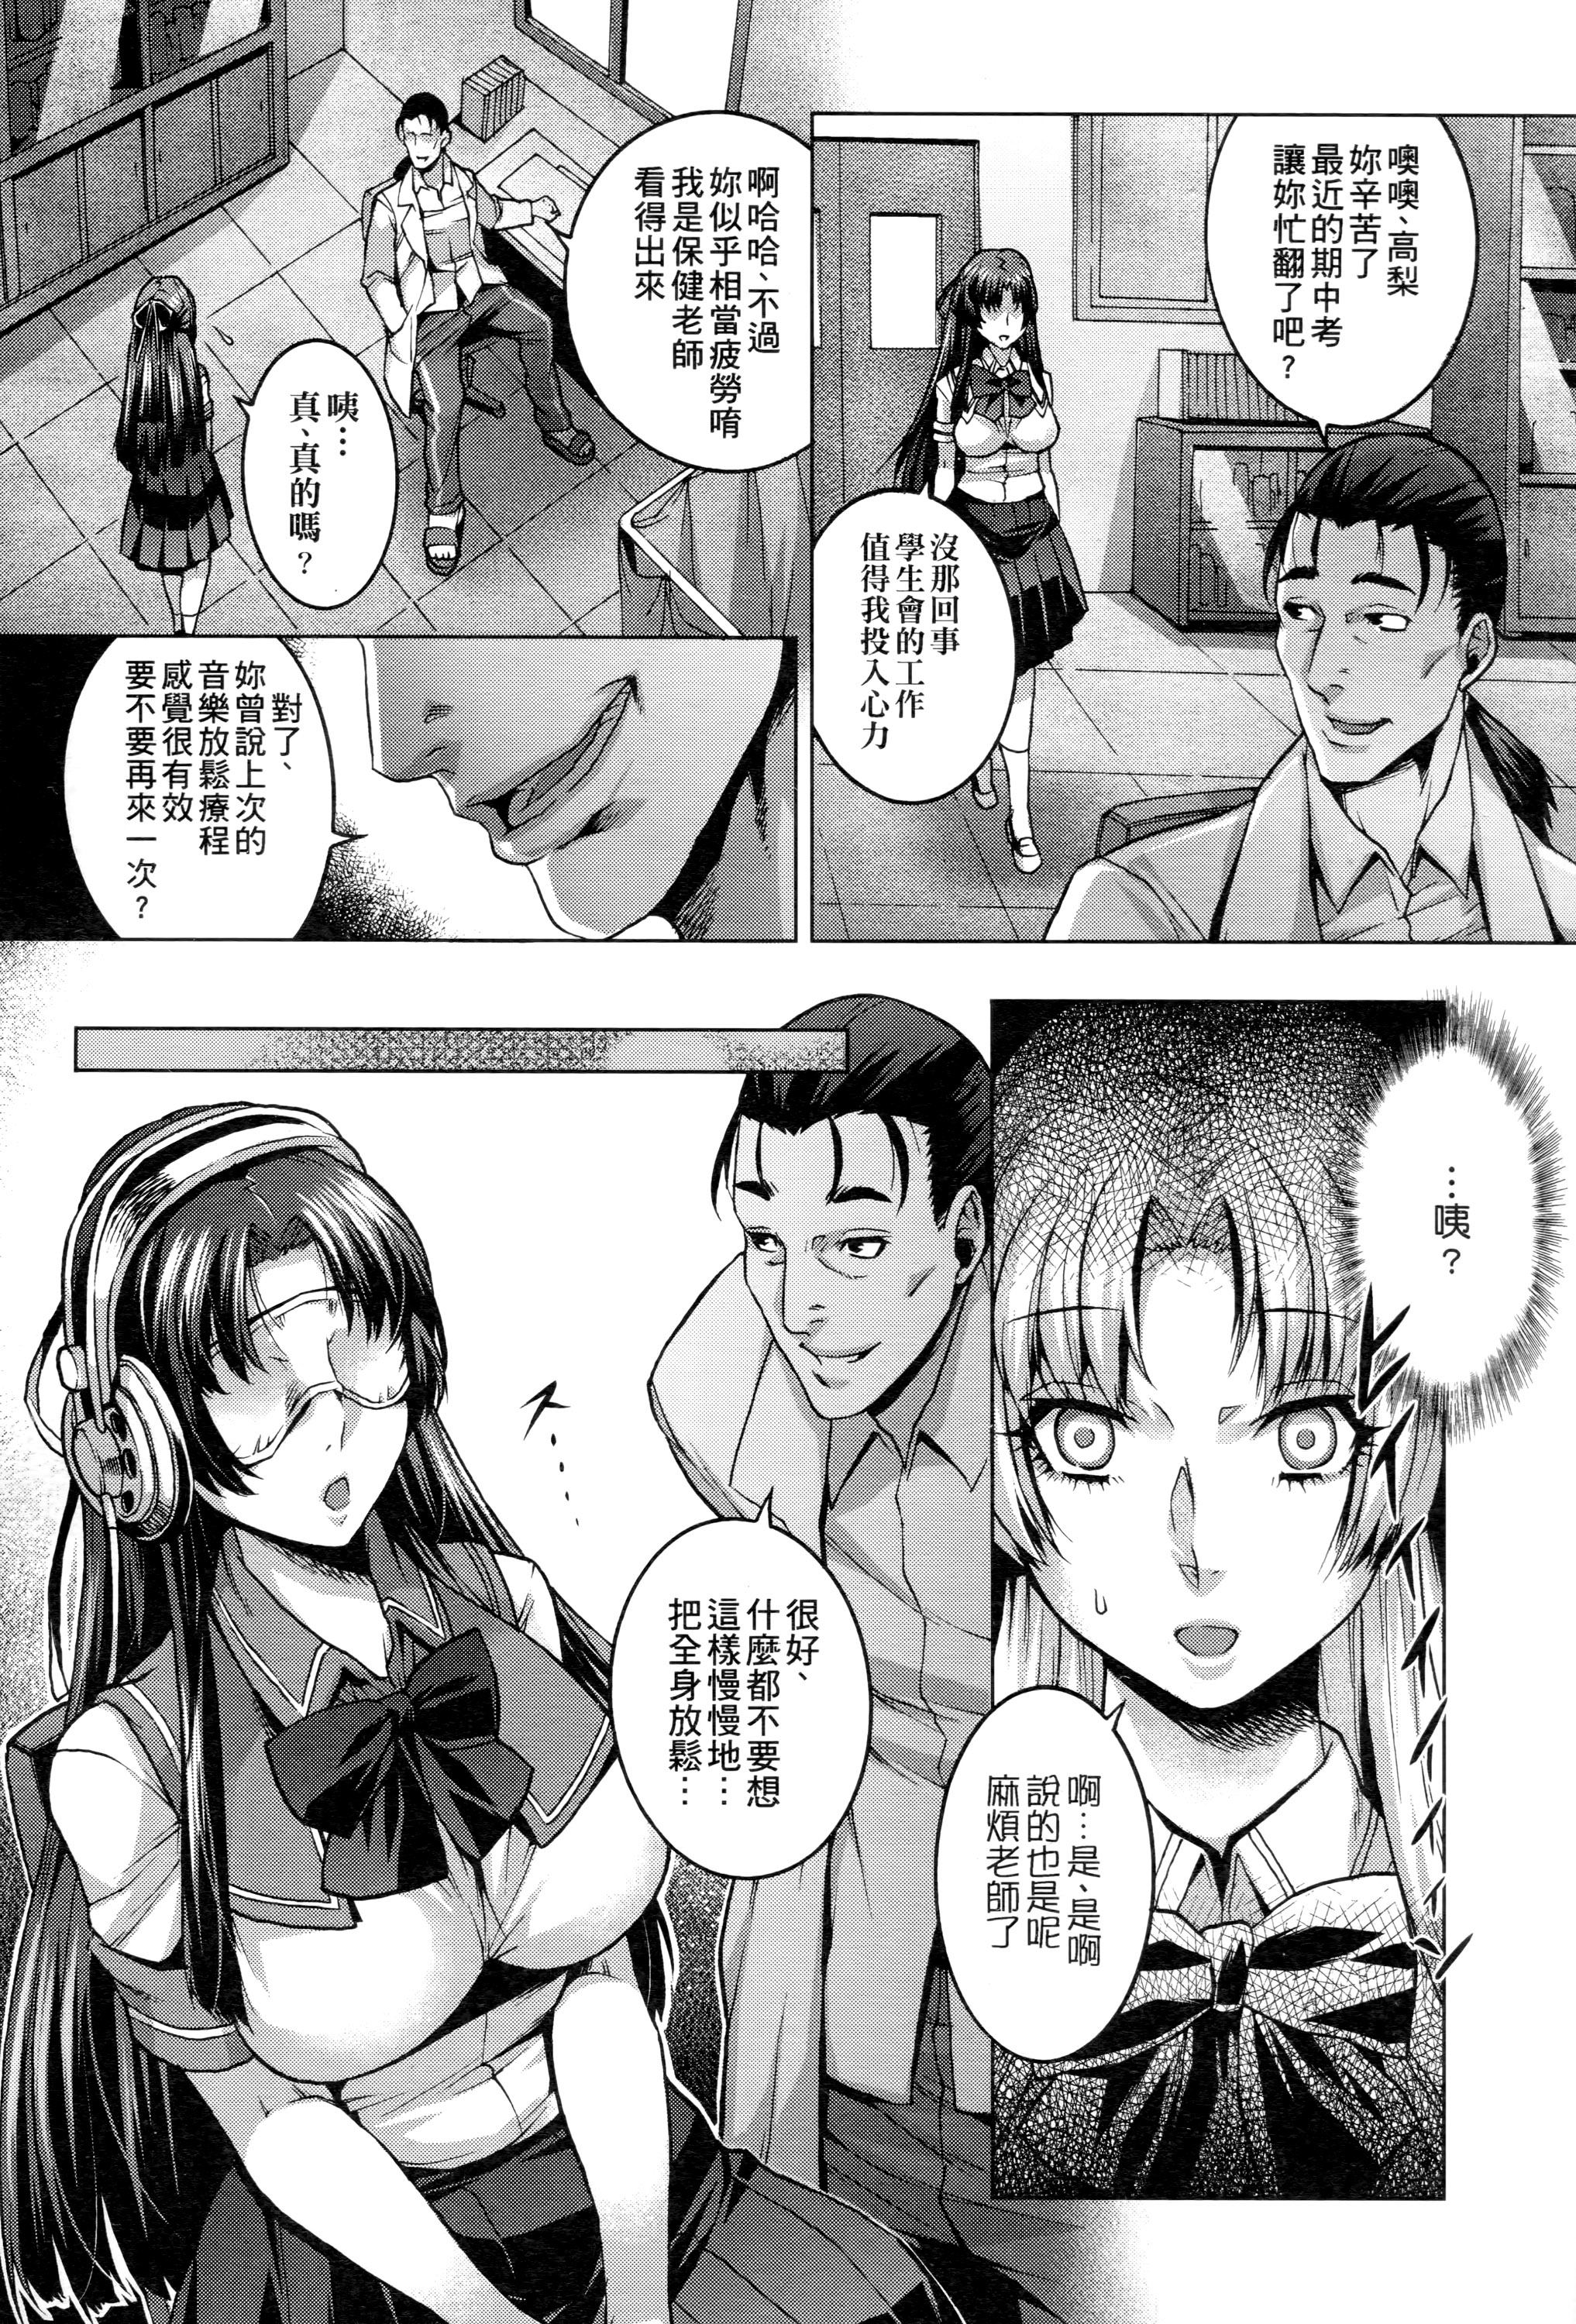 噢噢、高梨
妳辛苦了
最近的期中考
讓妳忙翻了吧？
沒那回事
學生會的工作
值得我投入心力
啊哈哈、不過
妳似乎相當疲勞唷
我是保健老師
看得出來
咦…
真、真的嗎？
對了、
妳曾說上次的
音樂放鬆療程
感覺很有效
要不要再來一次？
…咦？
啊…是、是啊
說的也是呢
麻煩老師了
很好、
什麼都不要想
這樣慢慢地…
把全身放鬆…
ス…